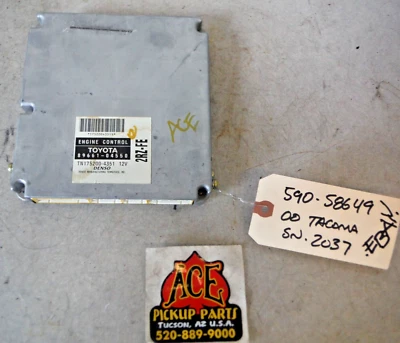 ENGINE CONTROL
TOYOTA
89661-04550
TN175200-4351 12V
DENSO
2RZ-FE
ACE
590-58649
00 TACOMA
SN.2037
ACE
PICKUP PARTS
TUCSON, AZ U.S.A.
520-889-9000